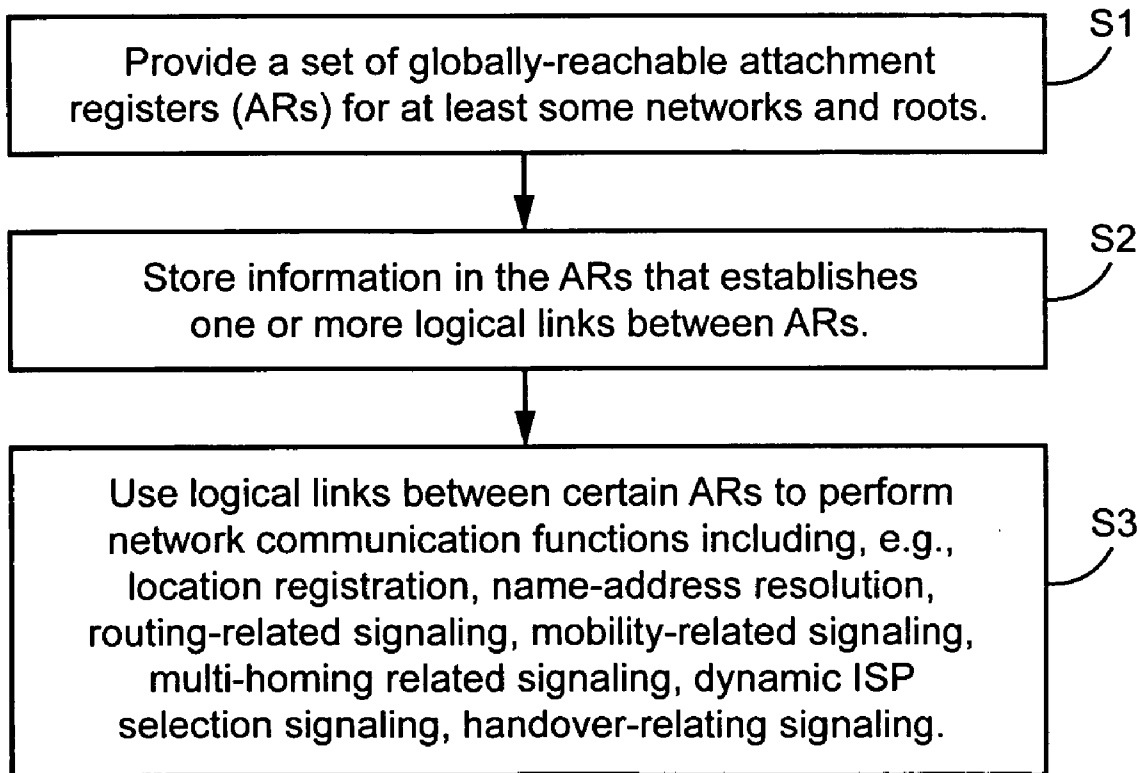 S1
Provide a set of globally-reachable attachment
registers (ARs) for at least some networks and roots.
S2
Store information in the ARs that establishes
one or more logical links between ARs.
S3
Use logical links between certain ARs to perform
network communication functions including, e.g.,
location registration, name-address resolution,
routing-related signaling, mobility-related signaling,
multi-homing related signaling, dynamic ISP
selection signaling, handover-relating signaling.